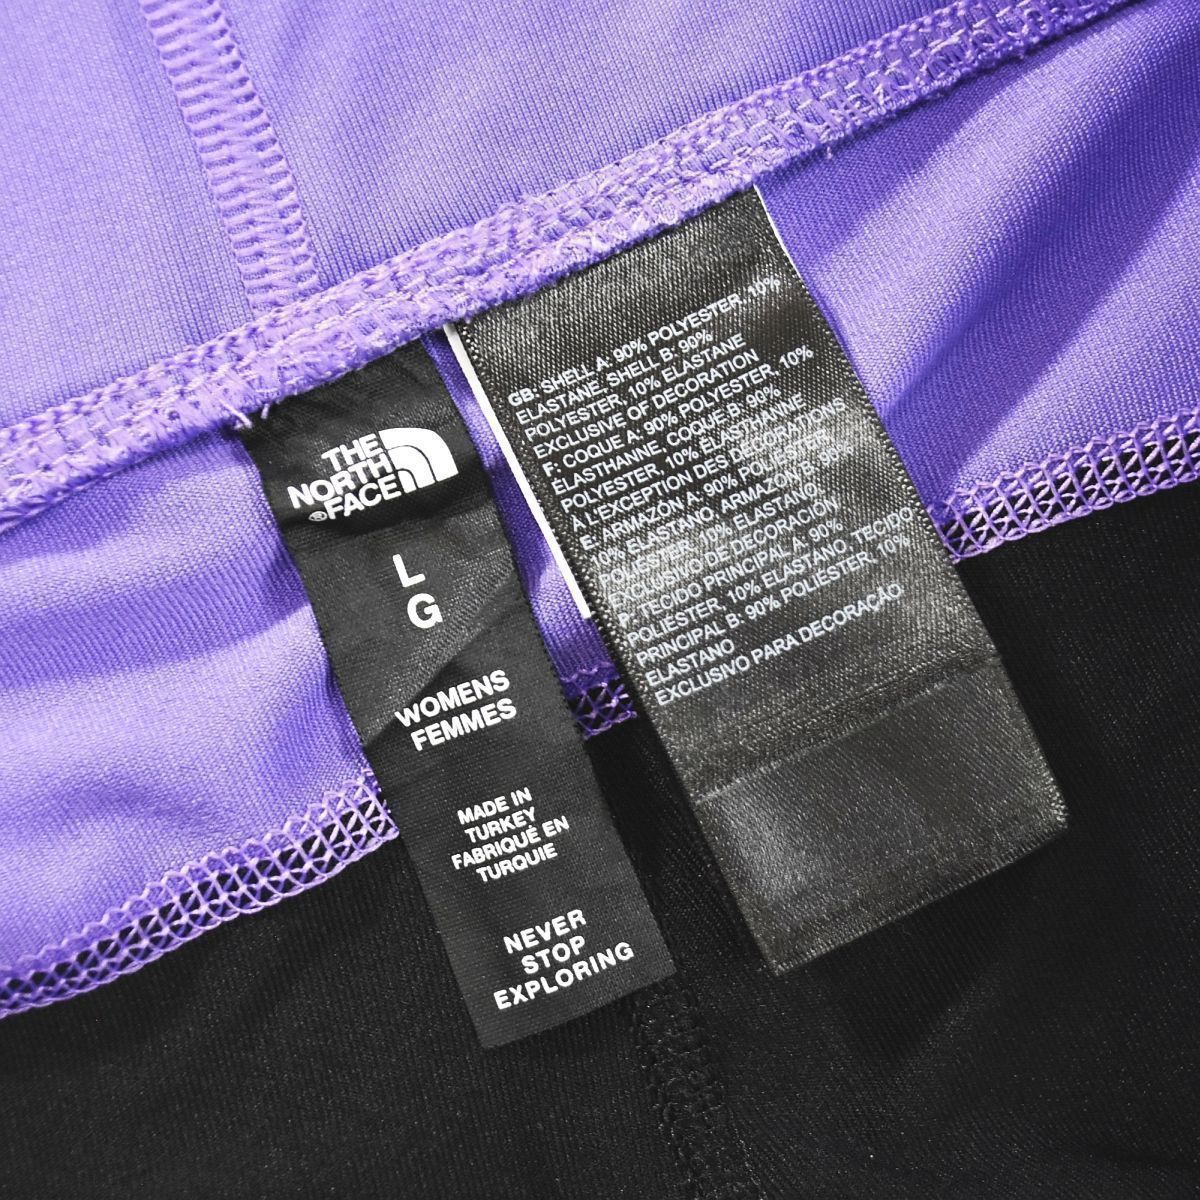 THE
NORTH
FACE®
L
G
WOMENS
FEMMES
MADE IN
TURKEY
FABRIQUÉ EN
TURQUIE
NEVER
STOP
EXPLORING
GB: SHELL A: 90% POLYESTER, 10%
ELASTANE, SHELL B: 90%
POLYESTER, 10% ELASTANE
EXCLUSIVE OF DECORATION
F: COQUE A: 90% POLYESTER, 10%
ÉLASTHANNE, COQUE B: 90%
POLYESTER, 10% ÉLASTHANNE
À L'EXCEPTION DES DECORATIONS
E: ARMAZÓN A: 90% POLIÉSTER,
10% ELASTANO, ARMAZÓN B: 90%
POLIÉSTER, 10% ELASTANO
EXCLUSIVO DE DECORACIÓN
P: TECIDO PRINCIPAL A: 90%
POLIÉSTER, 10% ELASTANO, TECIDO
PRINCIPAL B: 90% POLIÉSTER, 10%
ELASTANO
EXCLUSIVO PARA DECORAÇÃO